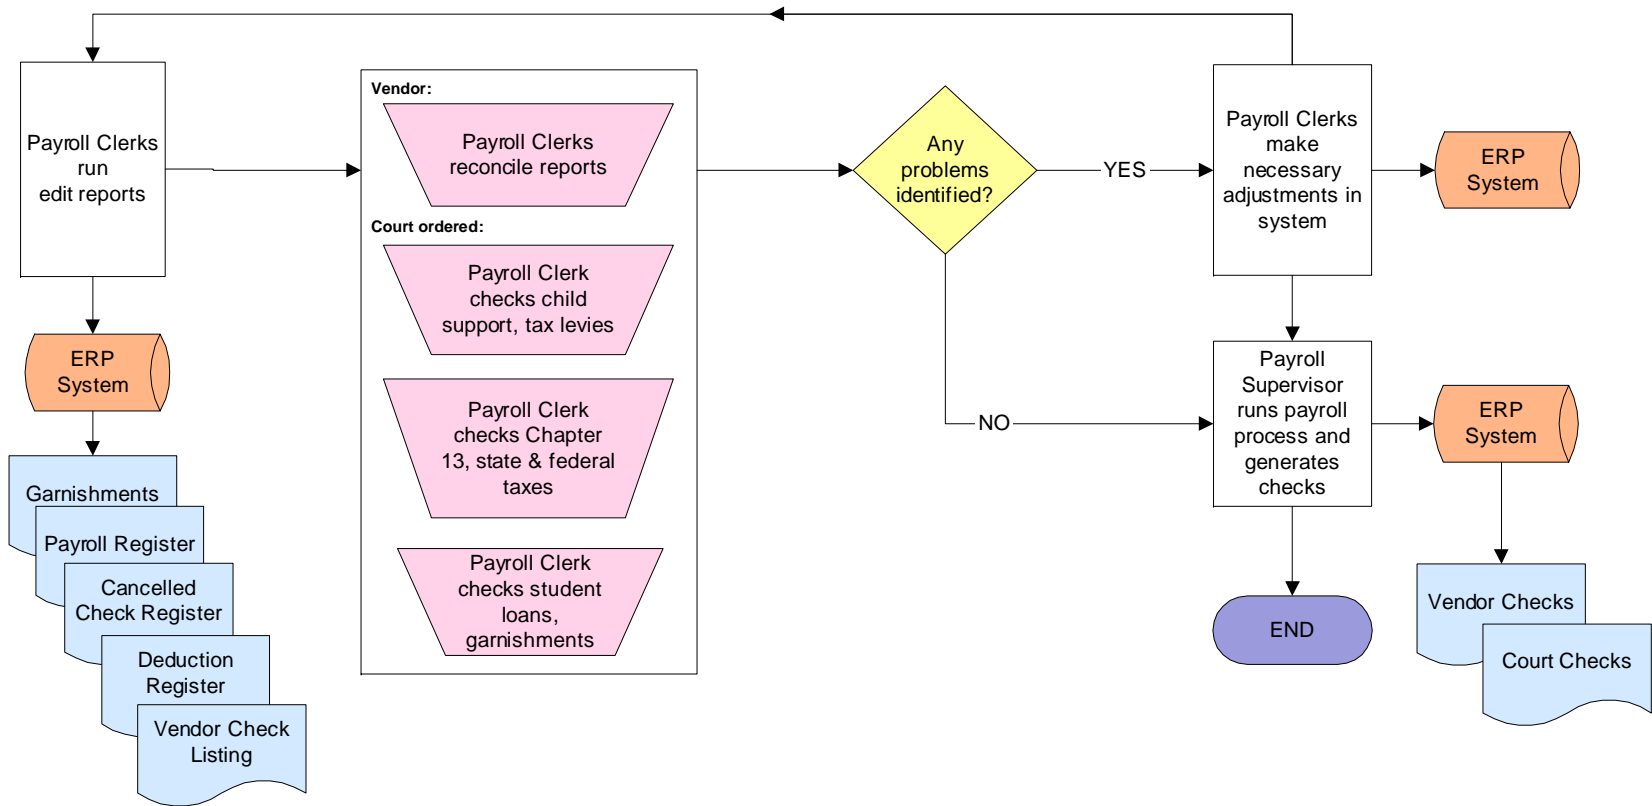 Payroll Clerks
run
edit reports
ERP
System
Garnishments
Payroll Register
Cancelled
Check Register
Deduction
Register
Vendor Check
Listing
Vendor:
Payroll Clerks
reconcile reports
Court ordered:
Payroll Clerk
checks child
support, tax levies
Payroll Clerk
checks Chapter
13, state & federal
taxes
Payroll Clerk
checks student
loans,
garnishments
Any
problems
identified?
YES
NO
Payroll Clerks
make
necessary
adjustments in
system
ERP
System
Payroll
Supervisor
runs payroll
process and
generates
checks
ERP
System
END
Vendor Checks
Court Checks